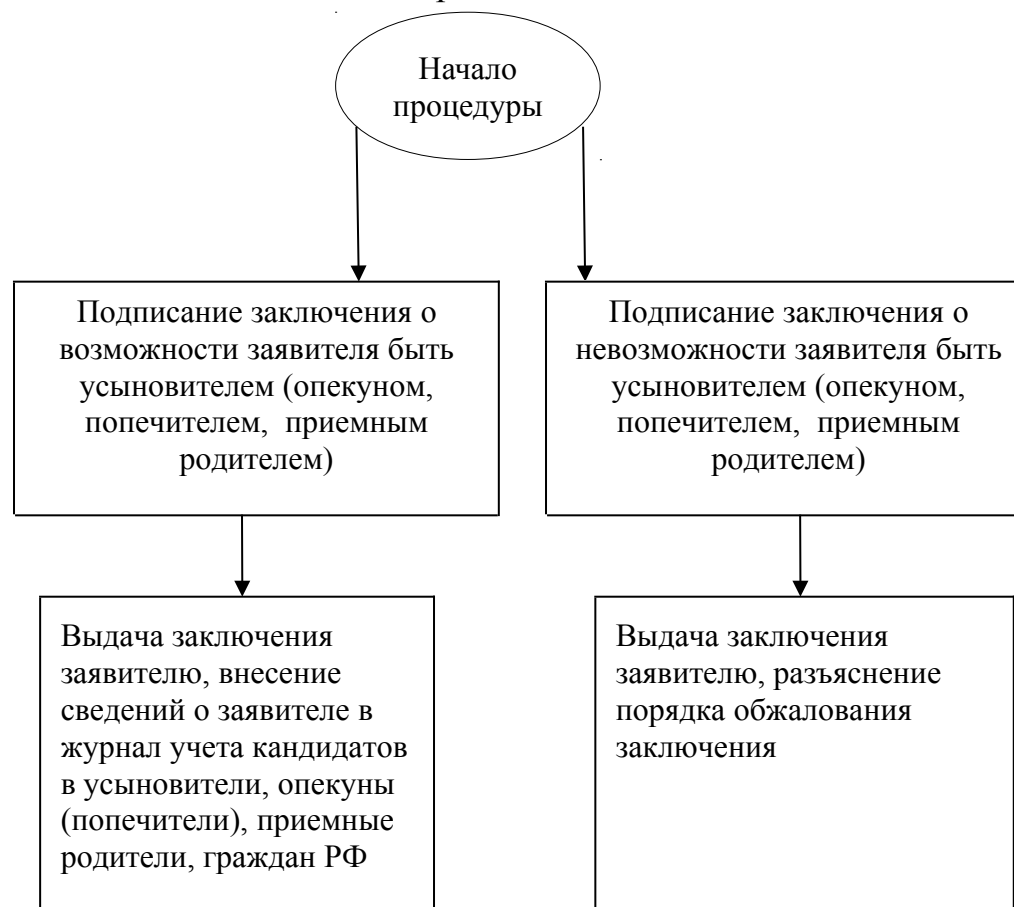 Начало
процедуры
Подписание заключения о
возможности заявителя быть
усыновителем (опекуном,
попечителем, приемным
родителем)
Подписание заключения о
невозможности заявителя быть
усыновителем (опекуном,
попечителем, приемным
родителем)
Выдача заключения
заявителю, внесение
сведений о заявителе в
журнал учета кандидатов
в усыновители, опекуны
(попечители), приемные
родители, граждан РФ
Выдача заключения
заявителю, разъяснение
порядка обжалования
заключения